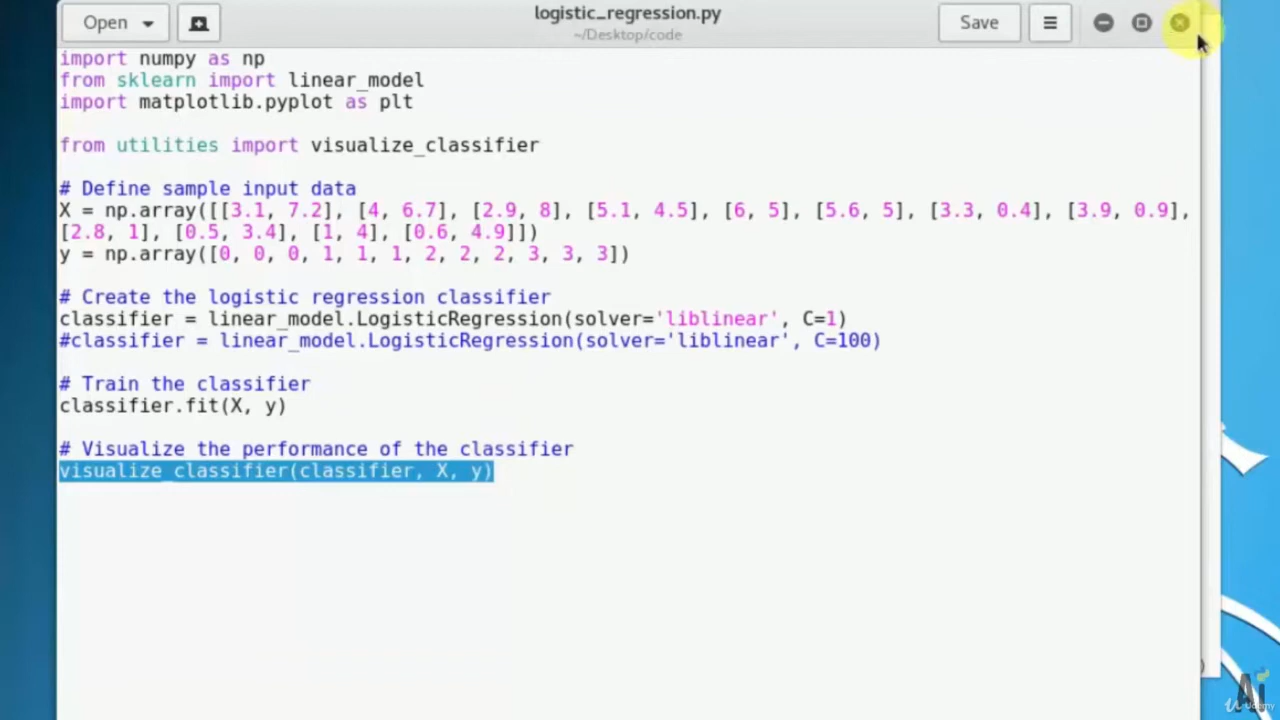 Open
logistic_regression.py
~/Desktop/code
Save
import numpy as np
from sklearn import linear_model
import matplotlib.pyplot as plt
from utilities import visualize_classifier
# Define sample input data
X = np.array([[3.1, 7.2], [4, 6.7], [2.9, 8], [5.1, 4.5], [6, 5], [5.6, 5], [3.3, 0.4], [3.9, 0.9],
[2.8, 1], [0.5, 3.4], [1, 4], [0.6, 4.9]])
y = np.array([0, 0, 0, 1, 1, 1, 2, 2, 2, 3, 3, 3])
# Create the logistic regression classifier
classifier = linear_model.LogisticRegression(solver='liblinear', C=1)
#classifier = linear_model.LogisticRegression(solver='liblinear', C=100)
# Train the classifier
classifier.fit(X, y)
# Visualize the performance of the classifier
visualize_classifier(classifier, X, y)
Ai
Udemy